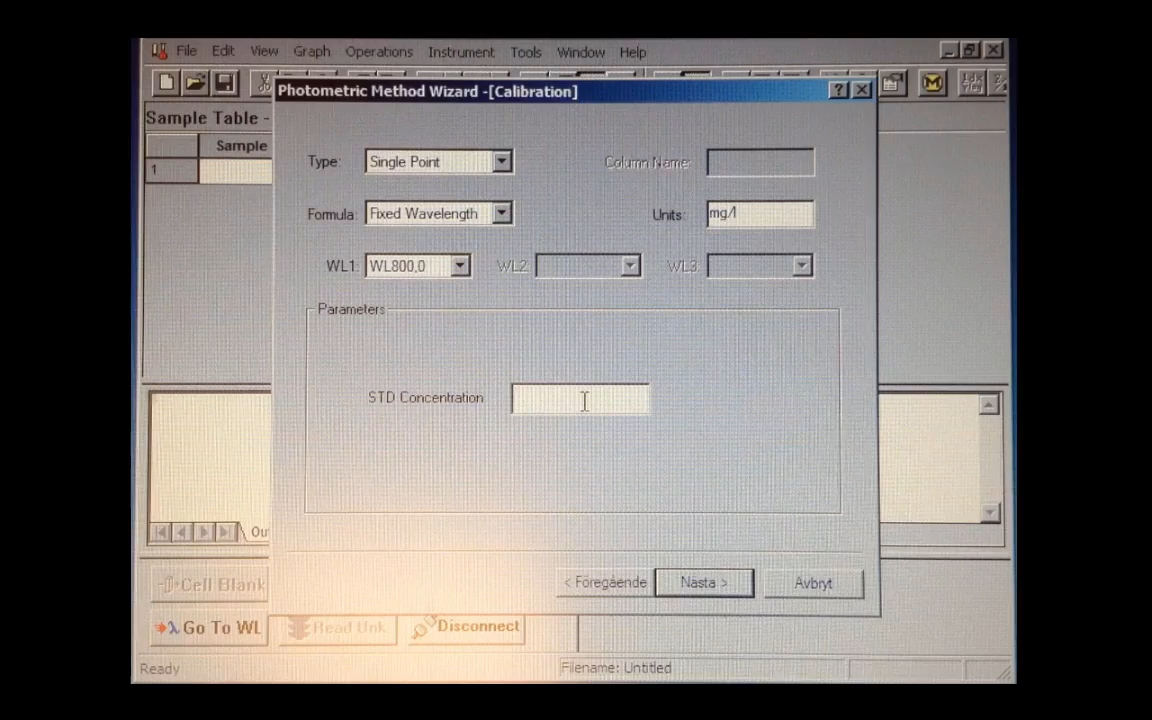 File Edit View Graph Operations Instrument Tools Window Help
Photometric Method Wizard -[Calibration]
Sample Table -
Sample
1
Type: Single Point Column Name:
Formula: Fixed Wavelength Units: mg/l
WL1: WL800,0 WL2: WL3:
Parameters
STD Concentration
Ou
< Föregående Nästa > Avbryt
Cell Blank
Go To WL Read Unk Disconnect
Ready Filename: Untitled